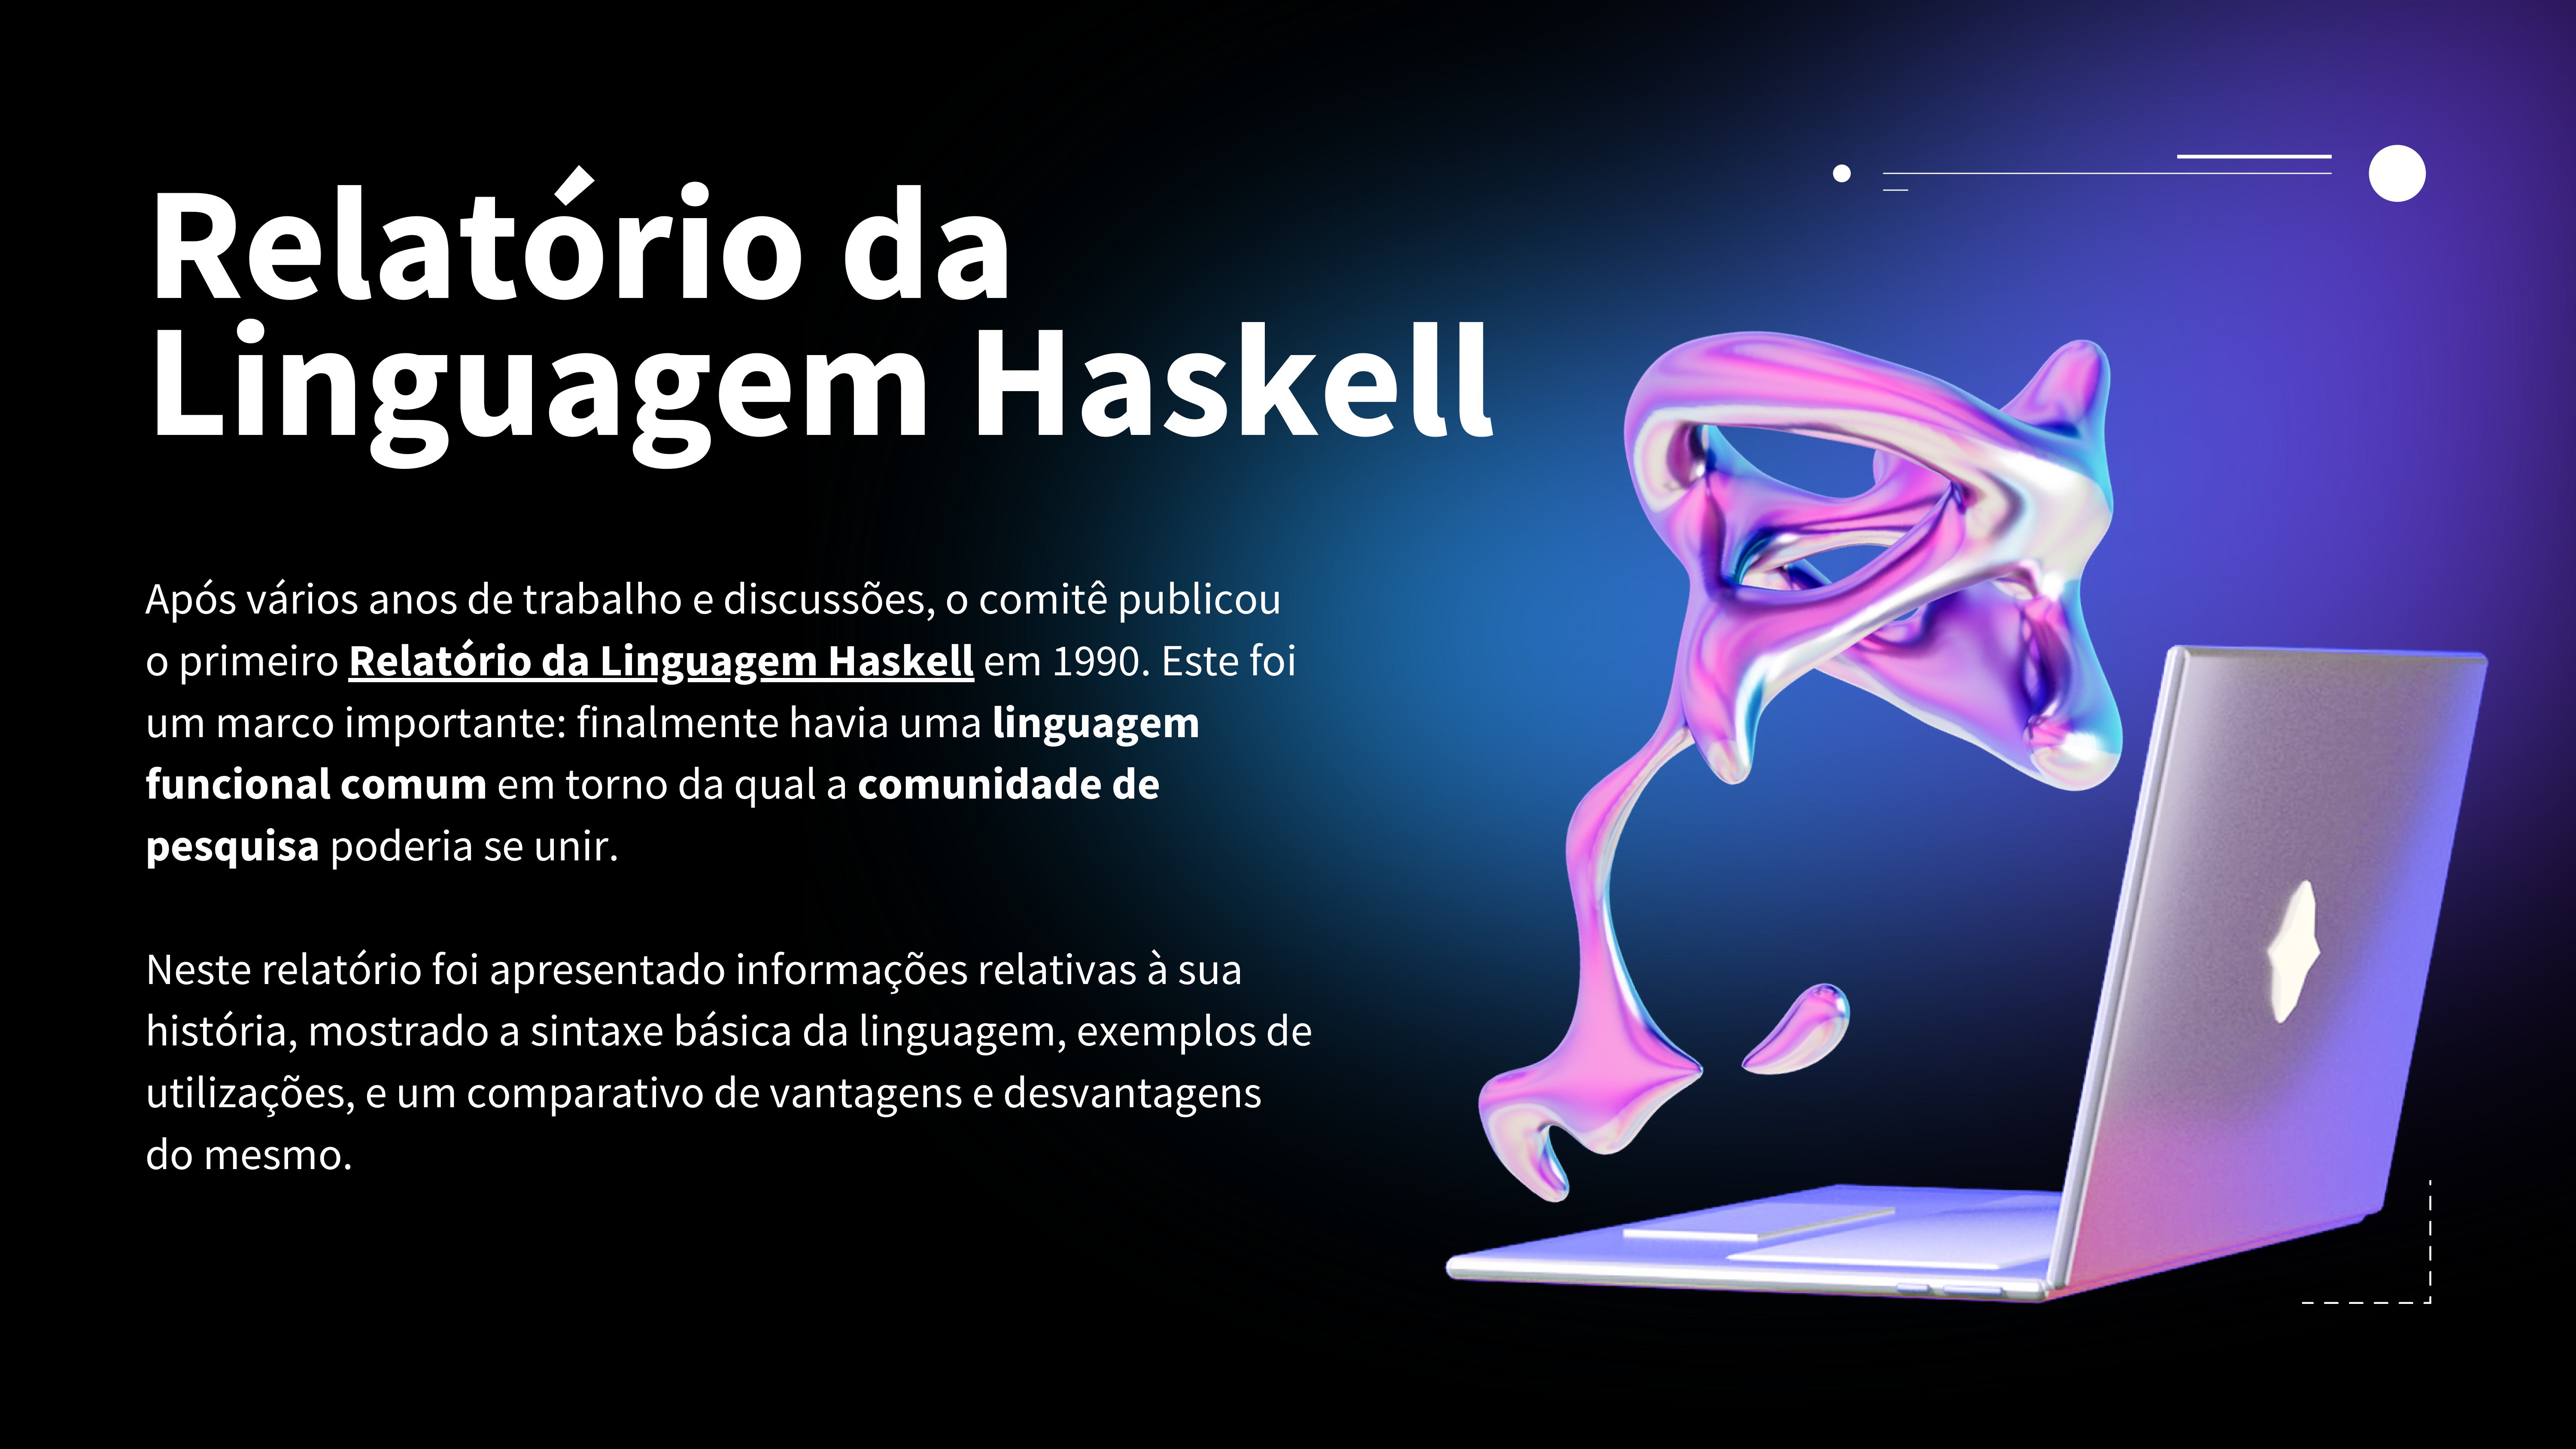 Relatório da
Linguagem Haskell
Após vários anos de trabalho e discussões, o comitê publicou
o primeiro Relatório da Linguagem Haskell em 1990. Este foi
um marco importante: finalmente havia uma linguagem
funcional comum em torno da qual a comunidade de
pesquisa poderia se unir.
Neste relatório foi apresentado informações relativas à sua
história, mostrado a sintaxe básica da linguagem, exemplos de
utilizações, e um comparativo de vantagens e desvantagens
do mesmo.